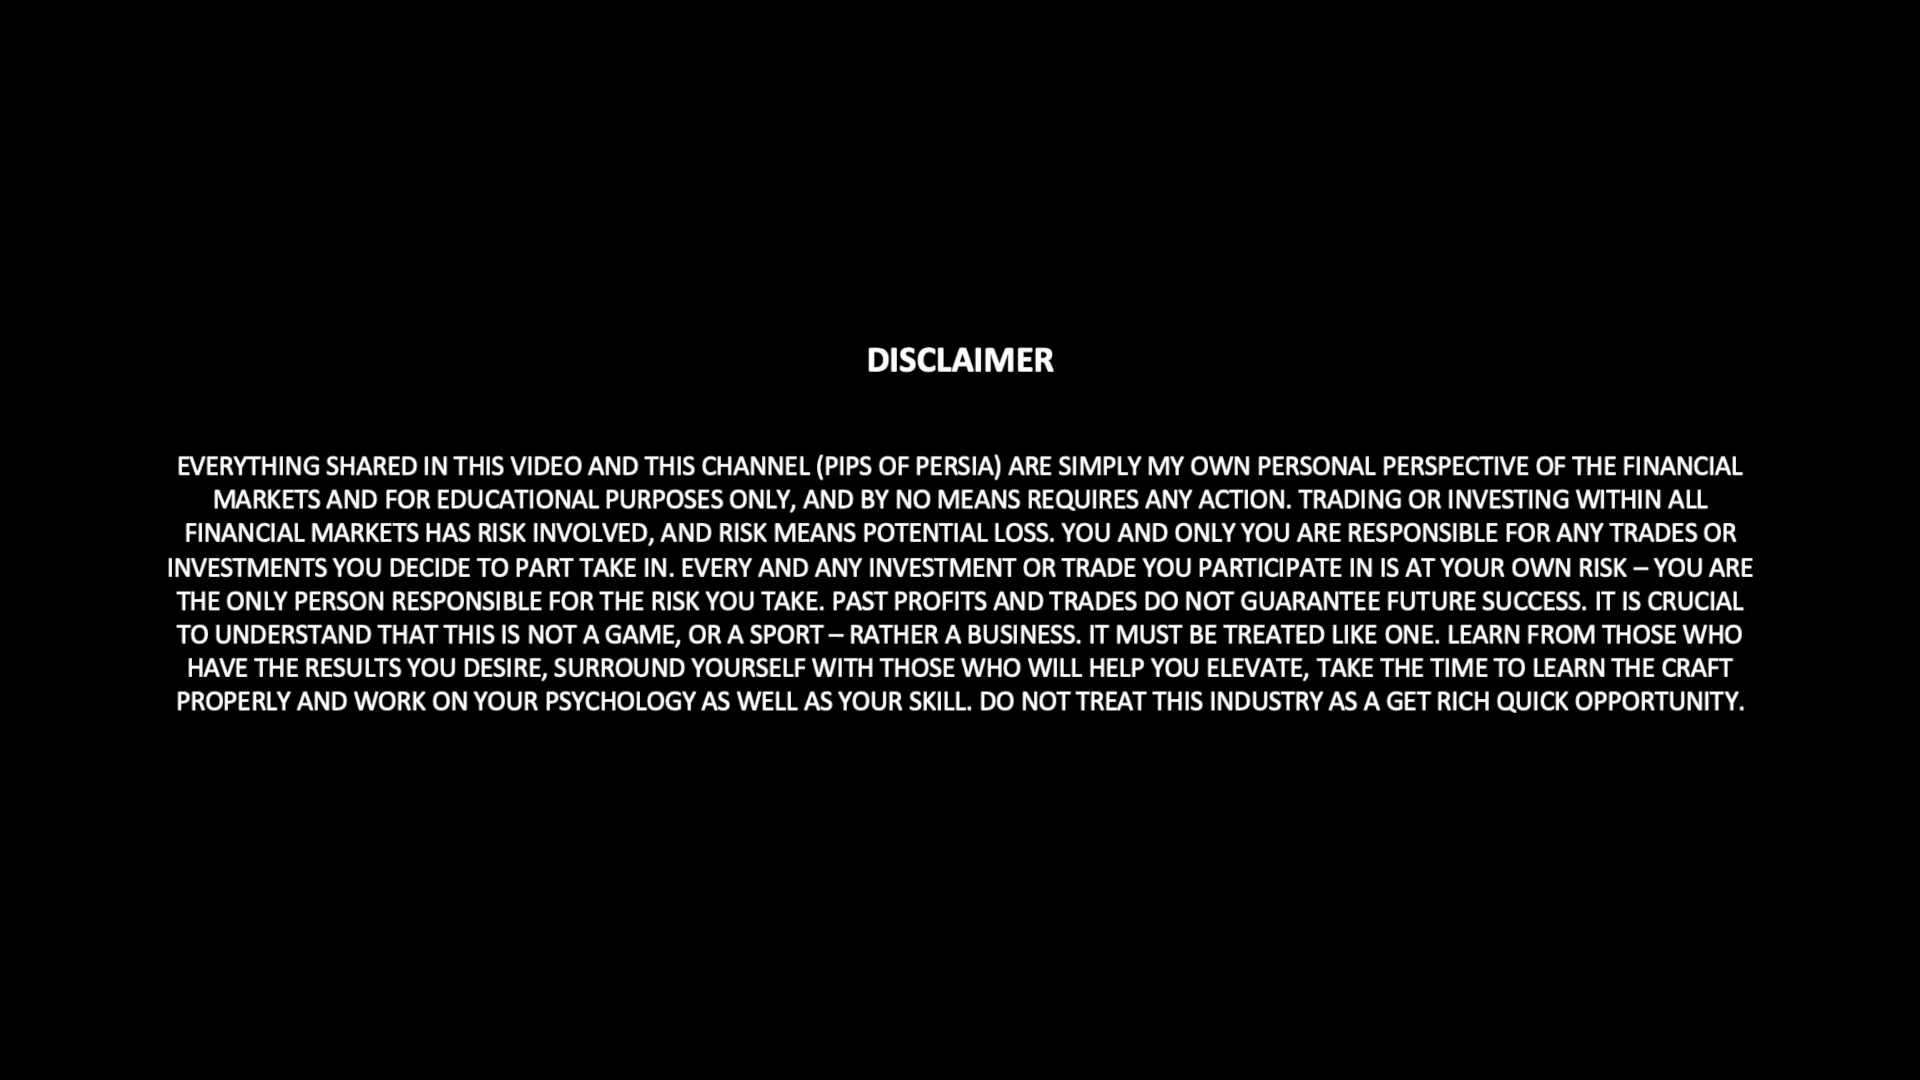 DISCLAIMER
EVERYTHING SHARED IN THIS VIDEO AND THIS CHANNEL (PIPS OF PERSIA) ARE SIMPLY MY OWN PERSONAL PERSPECTIVE OF THE FINANCIAL
MARKETS AND FOR EDUCATIONAL PURPOSES ONLY, AND BY NO MEANS REQUIRES ANY ACTION. TRADING OR INVESTING WITHIN ALL
FINANCIAL MARKETS HAS RISK INVOLVED, AND RISK MEANS POTENTIAL LOSS. YOU AND ONLY YOU ARE RESPONSIBLE FOR ANY TRADES OR
INVESTMENTS YOU DECIDE TO PART TAKE IN. EVERY AND ANY INVESTMENT OR TRADE YOU PARTICIPATE IN IS AT YOUR OWN RISK – YOU ARE
THE ONLY PERSON RESPONSIBLE FOR THE RISK YOU TAKE. PAST PROFITS AND TRADES DO NOT GUARANTEE FUTURE SUCCESS. IT IS CRUCIAL
TO UNDERSTAND THAT THIS IS NOT A GAME, OR A SPORT – RATHER A BUSINESS. IT MUST BE TREATED LIKE ONE. LEARN FROM THOSE WHO
HAVE THE RESULTS YOU DESIRE, SURROUND YOURSELF WITH THOSE WHO WILL HELP YOU ELEVATE, TAKE THE TIME TO LEARN THE CRAFT
PROPERLY AND WORK ON YOUR PSYCHOLOGY AS WELL AS YOUR SKILL. DO NOT TREAT THIS INDUSTRY AS A GET RICH QUICK OPPORTUNITY.